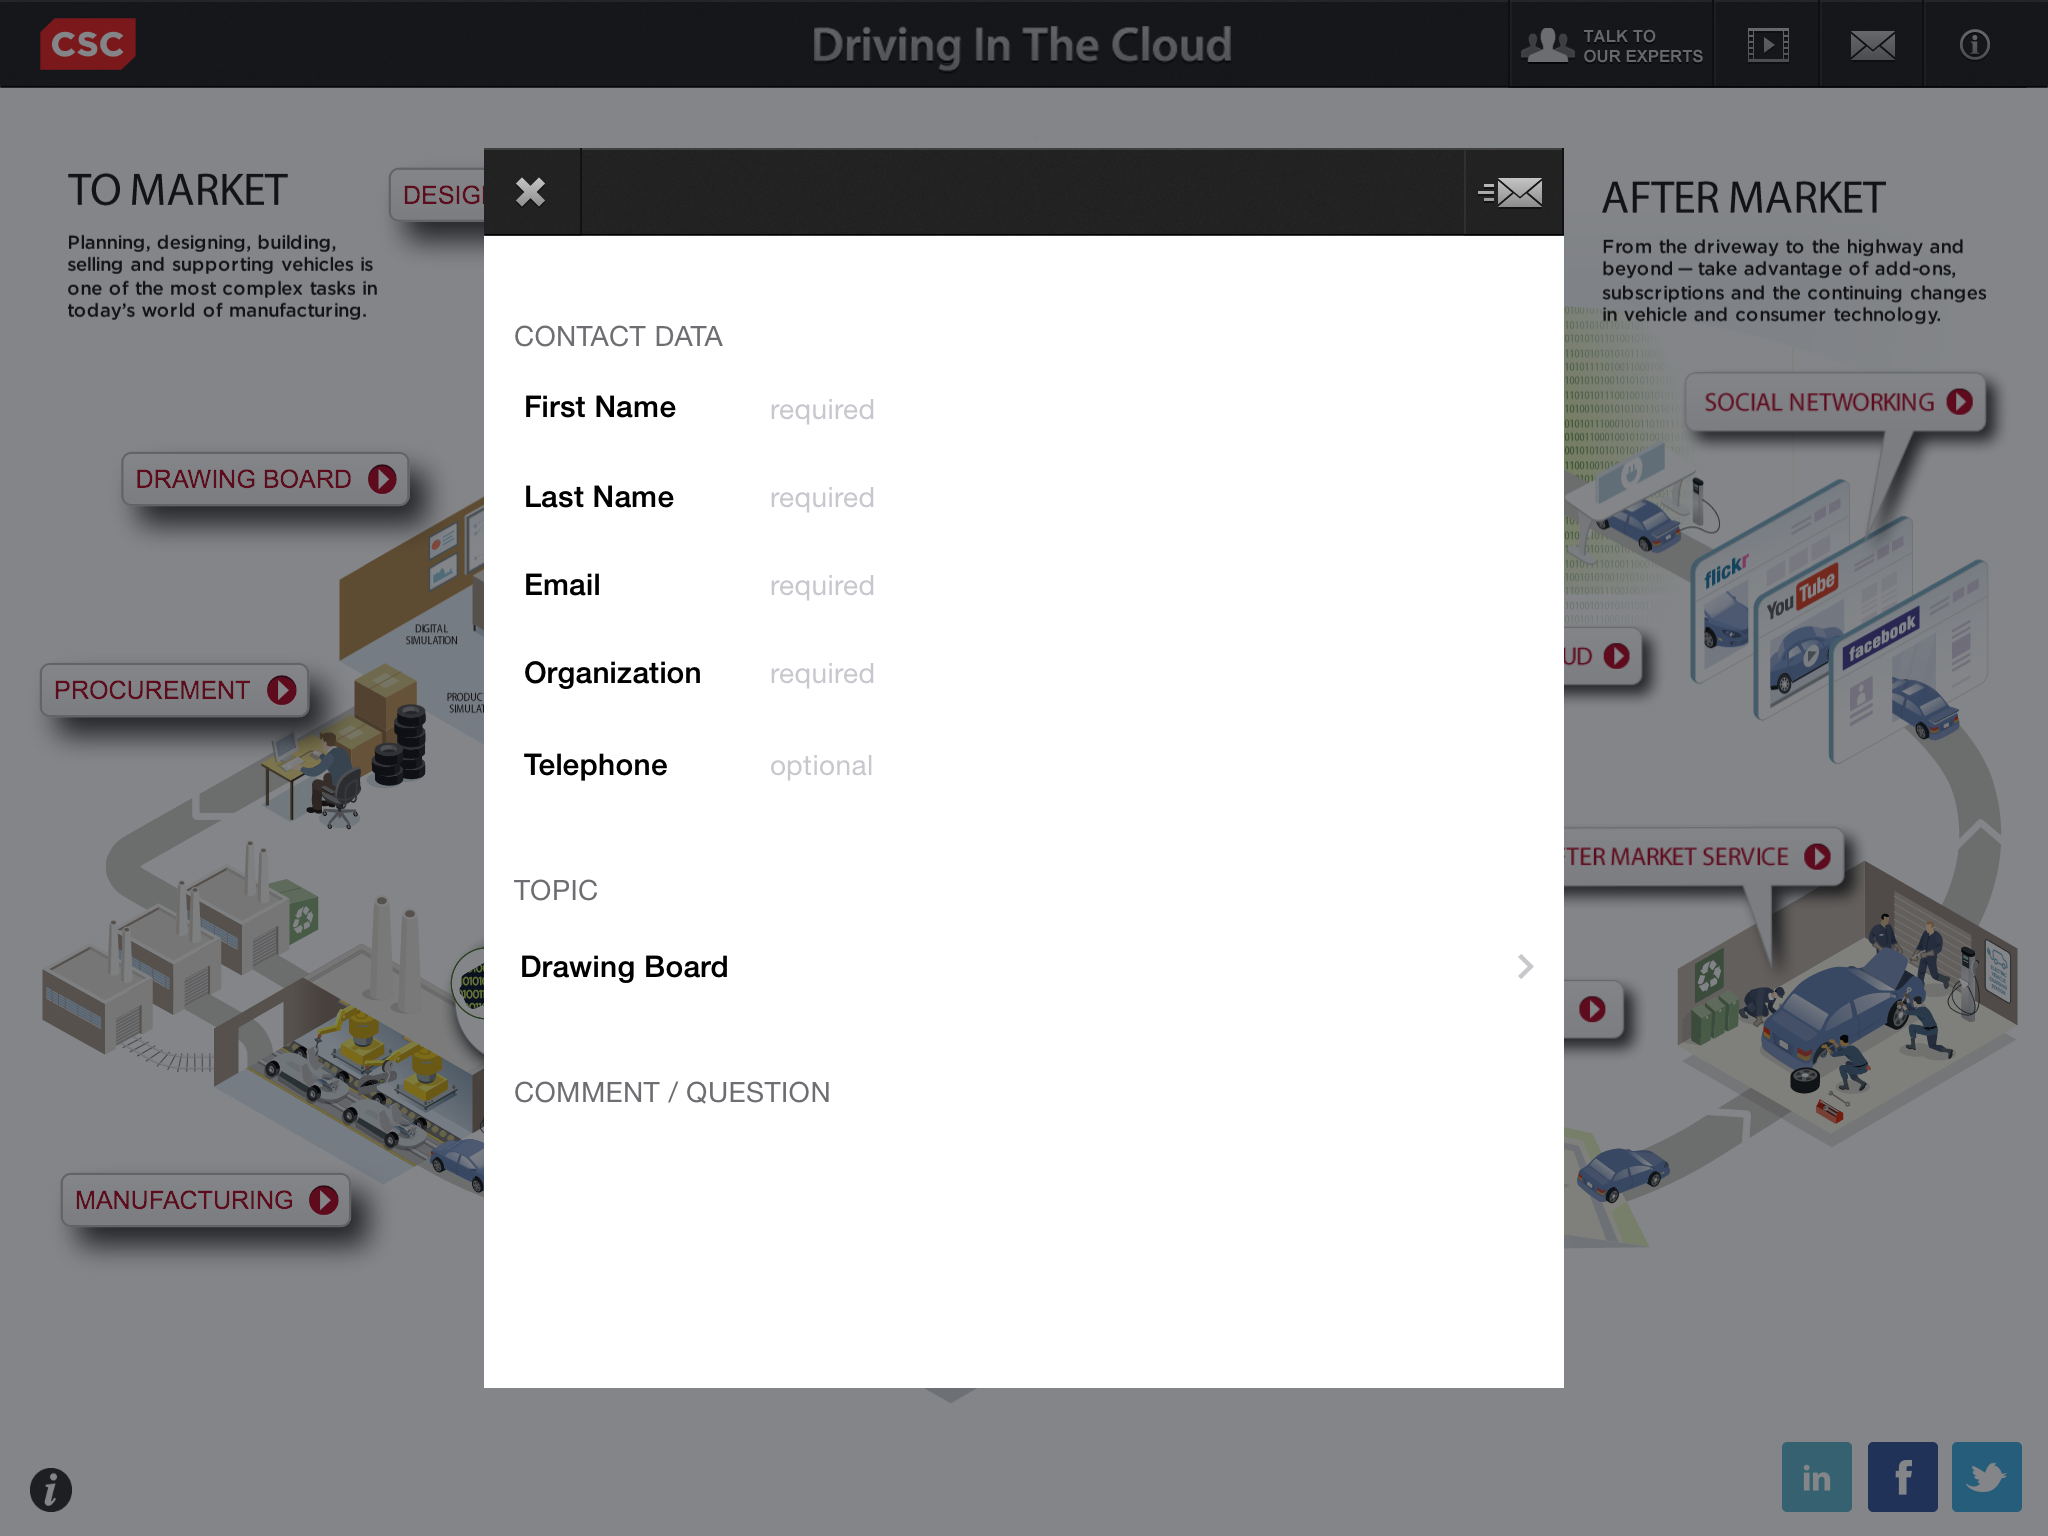 CSC
Driving In The Cloud
TALK TO
OUR EXPERTS
TO MARKET
Planning, designing, building,
selling and supporting vehicles is
one of the most complex tasks in
today's world of manufacturing.
DESIG
DRAWING BOARD
DIGITAL
SIMULATION
PROCUREMENT
PRODUC
SIMULAT
MANUFACTURING
CONTACT DATA
First Name required
Last Name required
Email required
Organization required
Telephone optional
TOPIC
Drawing Board
COMMENT / QUESTION
AFTER MARKET
From the driveway to the highway and
beyond — take advantage of add-ons,
subscriptions and the continuing changes
in vehicle and consumer technology.
SOCIAL NETWORKING
flickr
You Tube
facebook
UD
TER MARKET SERVICE
in
f